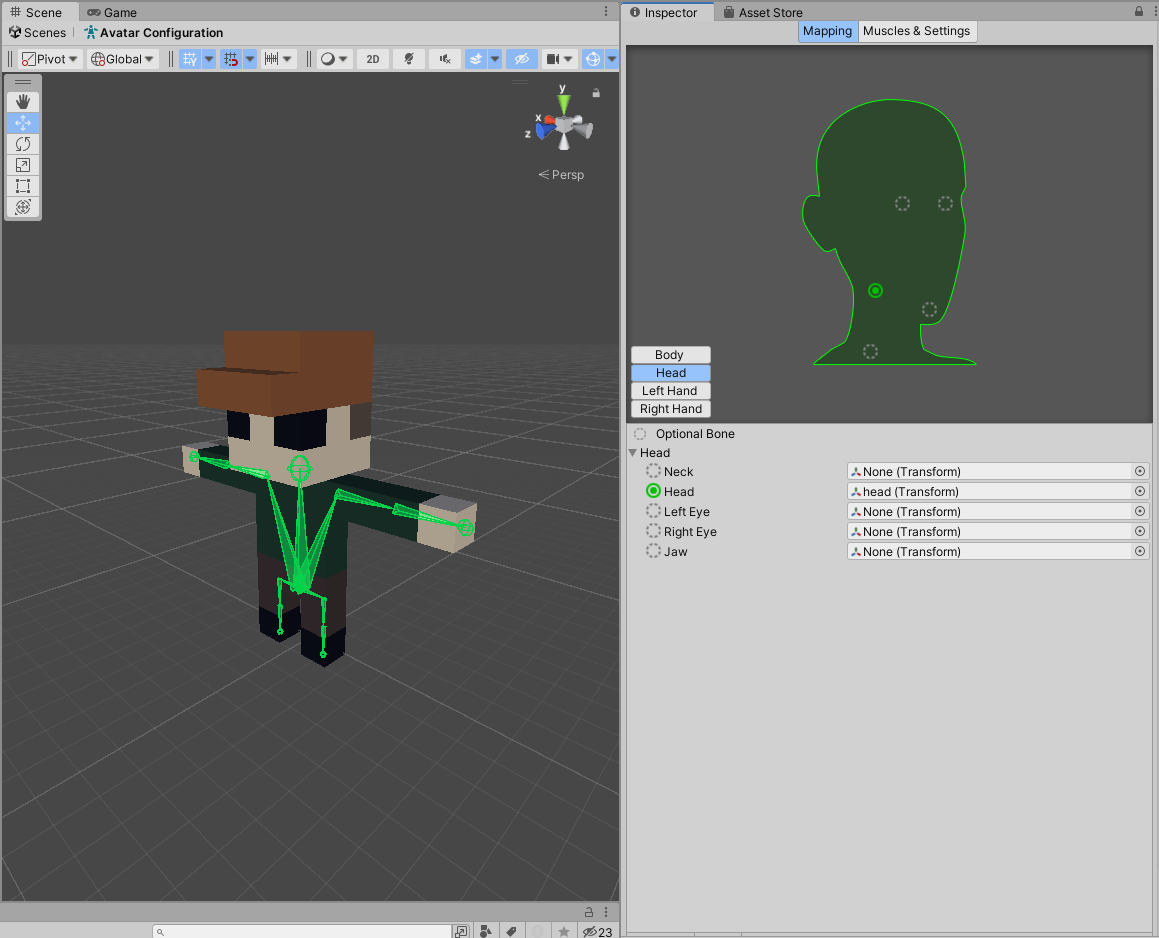 Scene Game
Scenes Avatar Configuration
Pivot Global 2D
y
x
z
Persp
23
Inspector Asset Store
Mapping Muscles & Settings
Body
Head
Left Hand
Right Hand
Optional Bone
Head
Neck None (Transform)
Head head (Transform)
Left Eye None (Transform)
Right Eye None (Transform)
Jaw None (Transform)